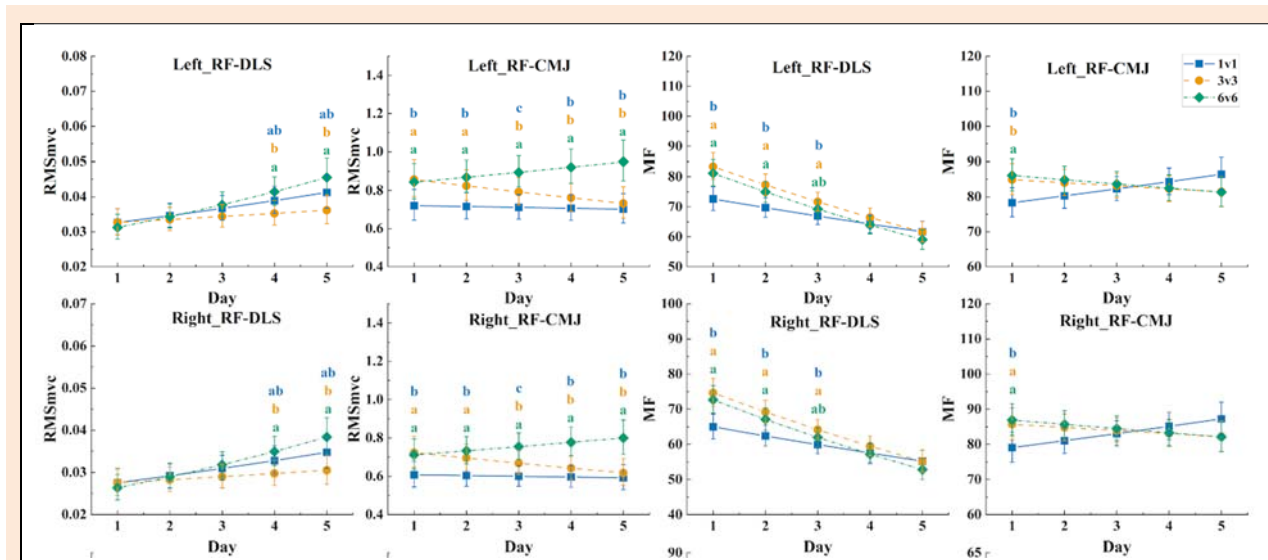 Left_RF-DLS
RMSmvc
0.08
0.07
0.06
0.05
0.04
0.03
0.02
ab
b
a
ab
b
a
1 2 3 4 5
Day
Left_RF-CMJ
RMSmvc
1.4
1.2
1.0
0.8
0.6
0.4
b b c b b
a a b b b
a a a a a
1 2 3 4 5
Day
Left_RF-DLS
MF
120
110
100
90
80
70
60
50
b
a
a
b
a
a
b
a
ab
1 2 3 4 5
Day
Left_RF-CMJ
MF
120
110
100
90
80
70
60
b
b
a
1 2 3 4 5
Day
1v1
3v3
6v6
Right_RF-DLS
RMSmvc
0.07
0.06
0.05
0.04
0.03
0.02
ab
b
a
ab
b
a
1 2 3 4 5
Day
Right_RF-CMJ
RMSmvc
1.4
1.2
1.0
0.8
0.6
0.4
b b c b b
a a b b b
a a a a a
1 2 3 4 5
Day
Right_RF-DLS
MF
100
90
80
70
60
50
40
b
a
a
b
a
a
b
a
ab
1 2 3 4 5
Day
Right_RF-CMJ
MF
120
110
100
90
80
70
60
b
a
a
1 2 3 4 5
Day
90
65